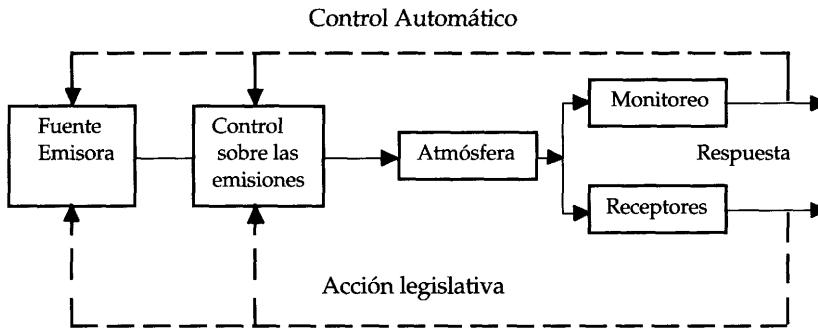 Control Automático
Fuente
Emisora
Control
sobre las
emisiones
Atmósfera
Monitoreo
Respuesta
Receptores
Acción legislativa